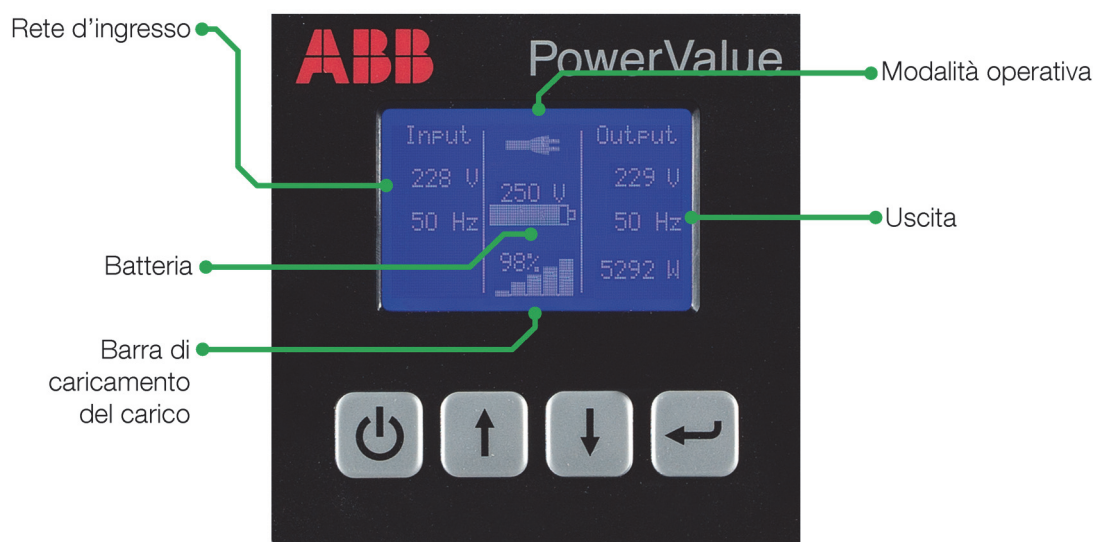 Rete d'ingresso
ABB PowerValue
Modalità operativa
Input
228 V
50 Hz
250 V
98%
Output
229 V
50 Hz
5292 W
Uscita
Batteria
Barra di
caricamento
del carico